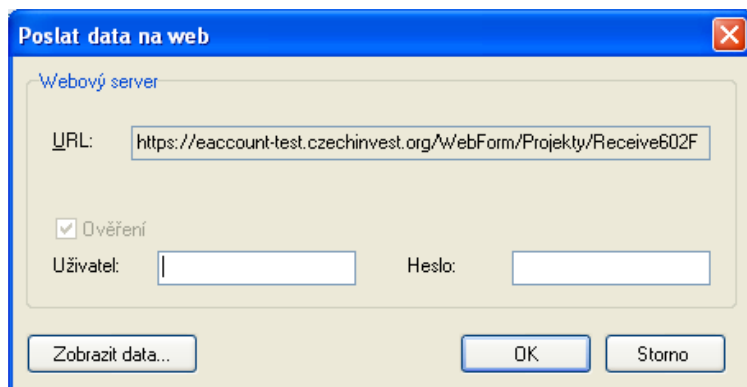 Poslat data na web
Webový server
URL: https://eaccount-test.czechinvest.org/WebForm/Projekty/Receive602F
Ověření
Uživatel: Heslo:
Zobrazit data... OK Storno